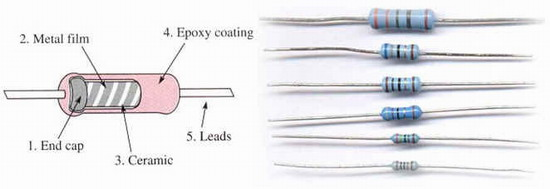 2. Metal film
4. Epoxy coating
1. End cap
3. Ceramic
5. Leads